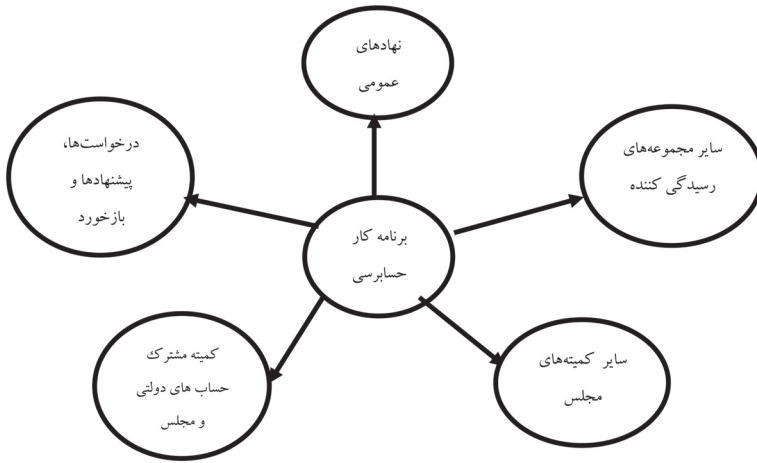 نهادهای
عمومی
سایر مجموعه‌های
رسیدگی کننده
درخواست‌ها،
پیشنهادها و
بازخورد
برنامه کار
حسابرسی
کمیته مشترک
حساب های دولتی
و مجلس
سایر کمیته‌های
مجلس